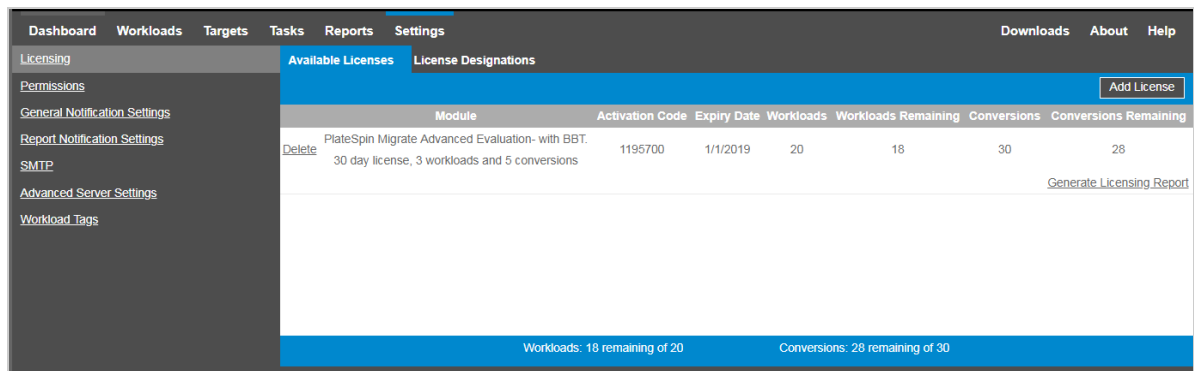 Dashboard Workloads Targets Tasks Reports Settings Downloads About Help
Licensing
Permissions
General Notification Settings
Report Notification Settings
SMTP
Advanced Server Settings
Workload Tags
Available Licenses License Designations
Add License
Module Activation Code Expiry Date Workloads Workloads Remaining Conversions Conversions Remaining
Delete PlateSpin Migrate Advanced Evaluation- with BBT. 30 day license, 3 workloads and 5 conversions 1195700 1/1/2019 20 18 30 28
Generate Licensing Report
Workloads: 18 remaining of 20 Conversions: 28 remaining of 30